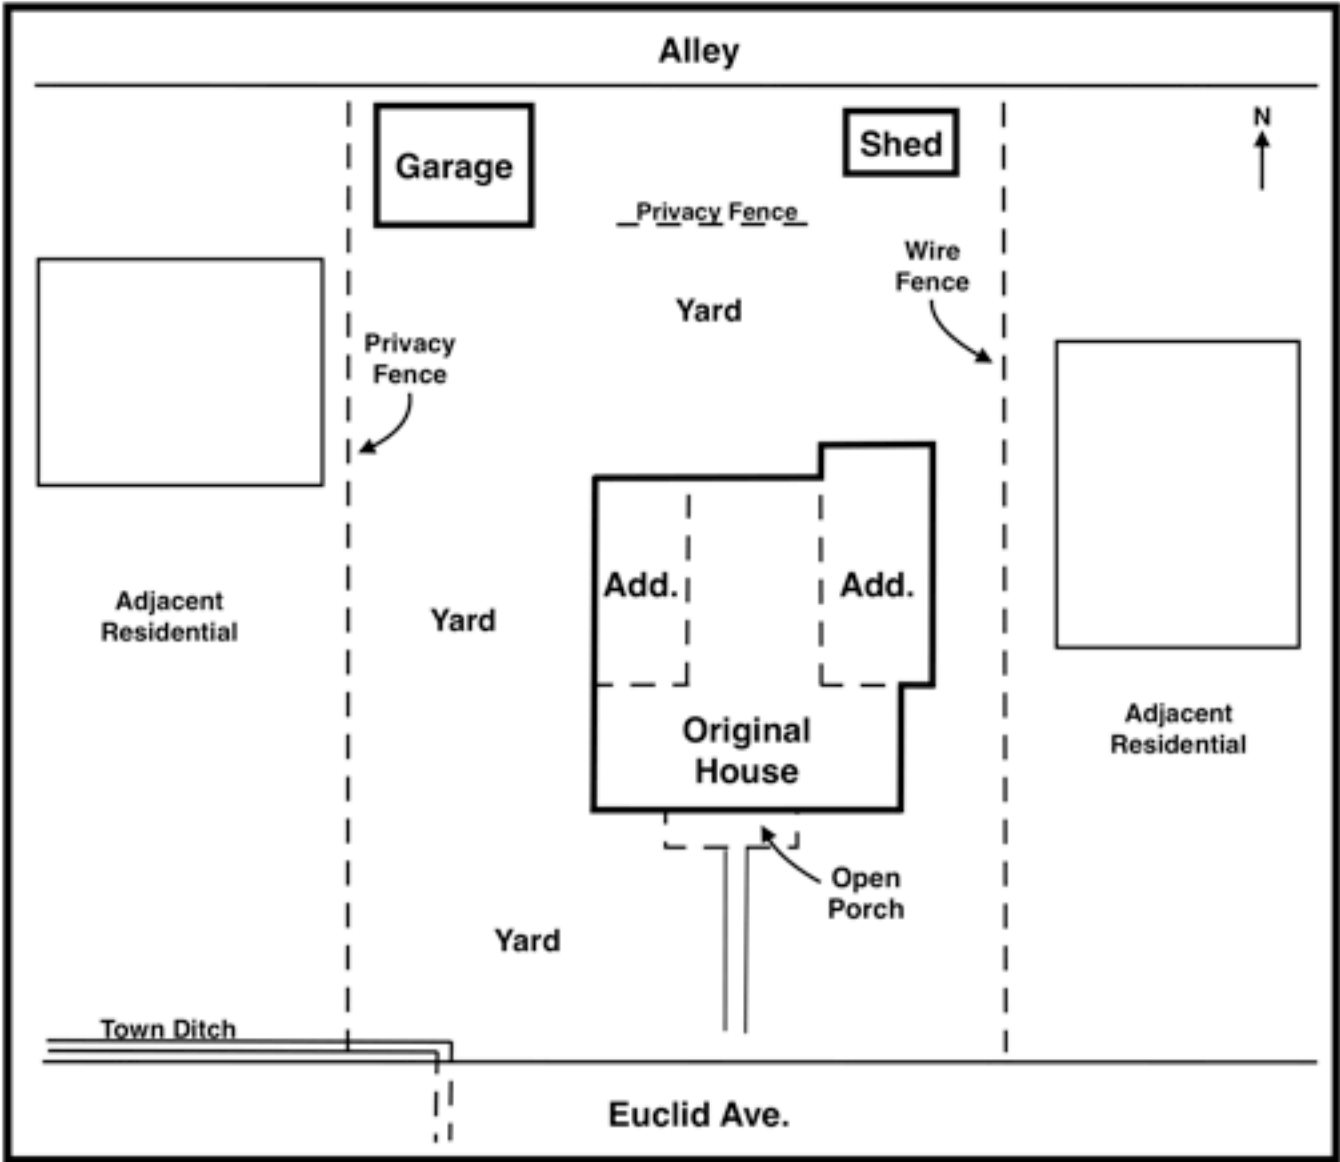 Alley
N
Garage
Shed
Privacy Fence
Wire
Fence
Yard
Privacy
Fence
Add.
Add.
Adjacent
Residential
Yard
Original
House
Adjacent
Residential
Open
Porch
Yard
Town Ditch
Euclid Ave.